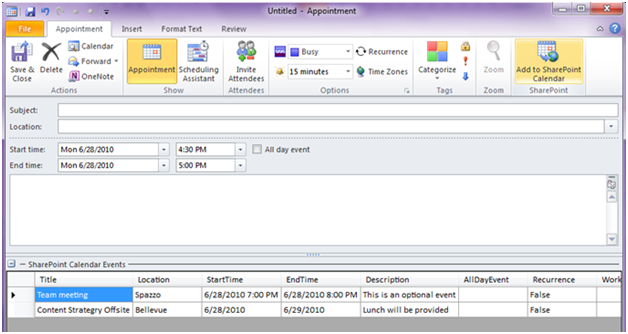 Untitled - Appointment
File Appointment Insert Format Text Review
Save & Close
Delete
Calendar
Forward
OneNote
Actions
Appointment
Scheduling Assistant
Show
Invite Attendees
Attendees
Busy
15 minutes
Recurrence
Time Zones
Options
Categorize
Tags
Zoom
Zoom
Add to SharePoint Calendar
SharePoint
Subject:
Location:
Start time: Mon 6/28/2010 4:30 PM All day event
End time: Mon 6/28/2010 5:00 PM
SharePoint Calendar Events
Title Location StartTime EndTime Description AllDayEvent Recurrence Work
Team meeting Spazzo 6/28/2010 7:00 PM 6/28/2010 8:00 PM This is an optional event False
Content Strategry Offsite Bellevue 6/28/2010 6/29/2010 Lunch will be provided False